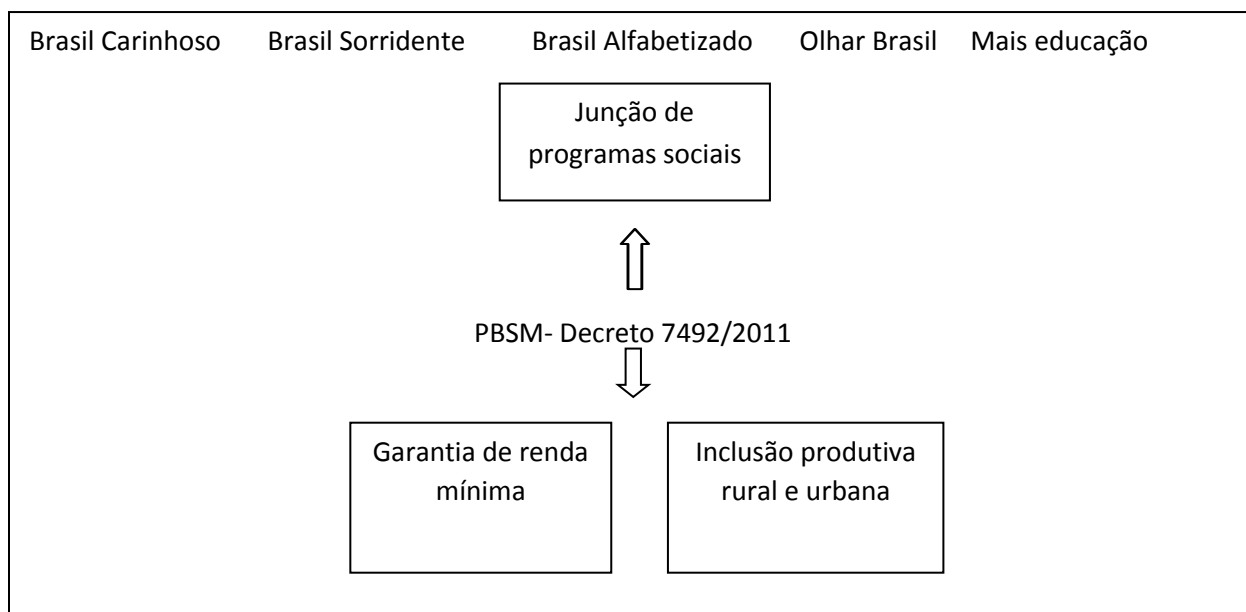 Brasil Carinhoso Brasil Sorridente Brasil Alfabetizado Olhar Brasil Mais educação
Junção de
programas sociais
PBSM- Decreto 7492/2011
Garantia de renda
mínima
Inclusão produtiva
rural e urbana